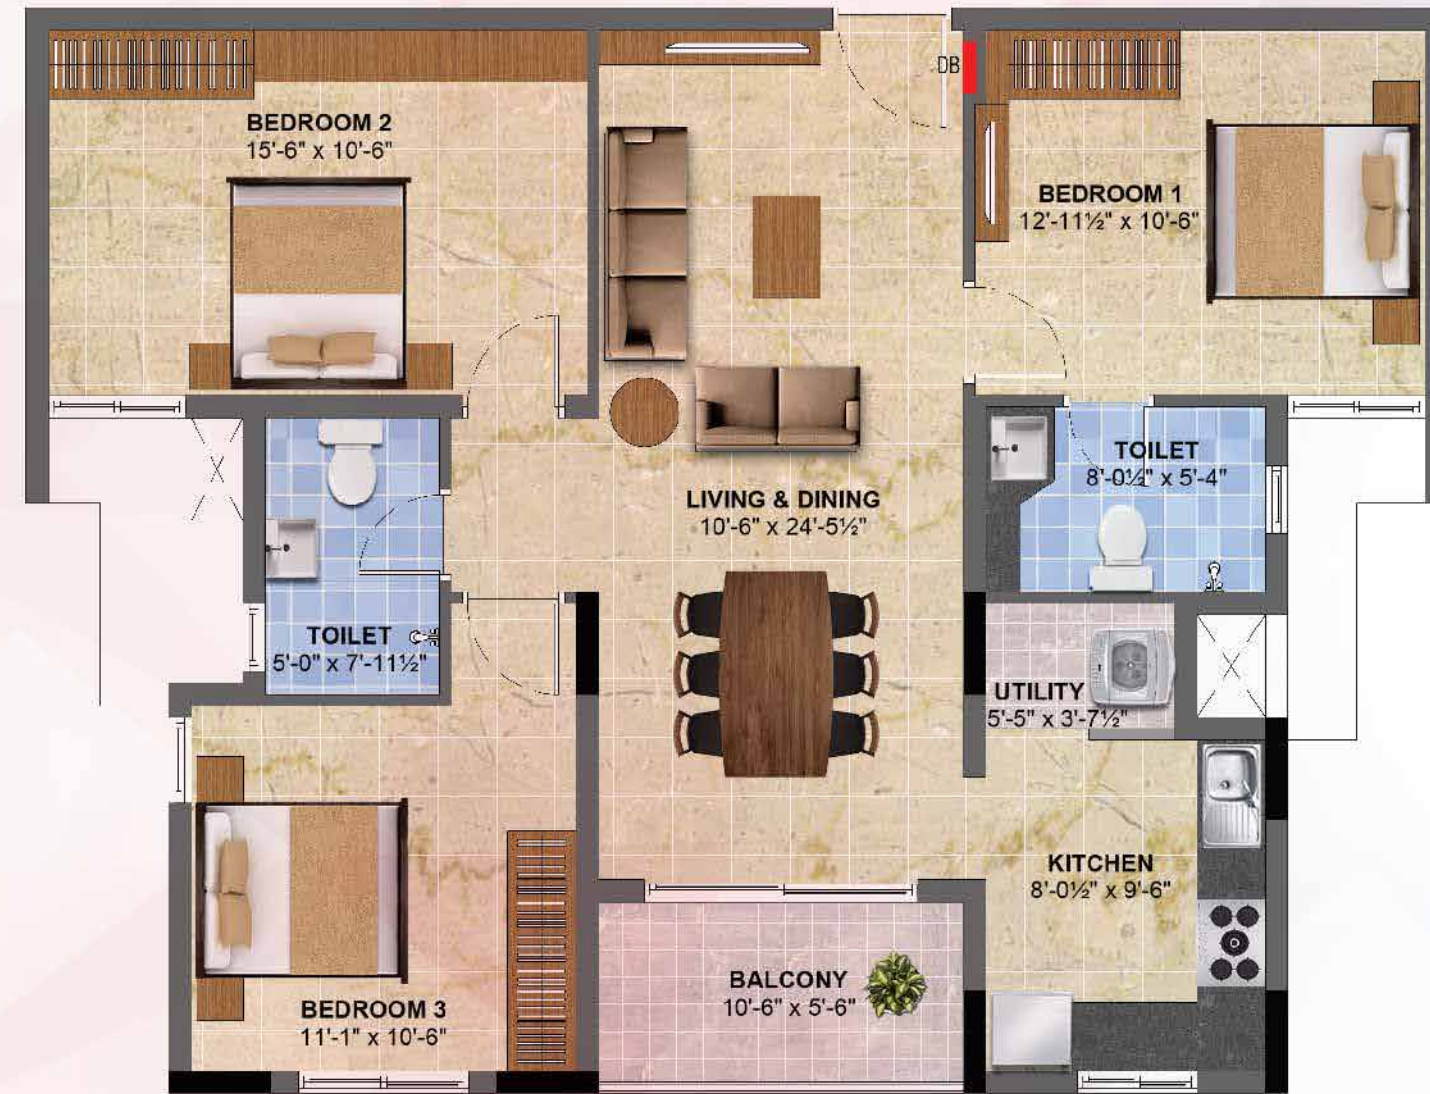 DB
BEDROOM 2
15'-6" x 10'-6"
BEDROOM 1
12'-11½" x 10'-6"
TOILET
8'-0½" x 5'-4"
LIVING & DINING
10'-6" x 24'-5½"
TOILET
5'-0" x 7'-11½"
UTILITY
5'-5" x 3'-7½"
KITCHEN
8'-0½" x 9'-6"
BALCONY
10'-6" x 5'-6"
BEDROOM 3
11'-1" x 10'-6"